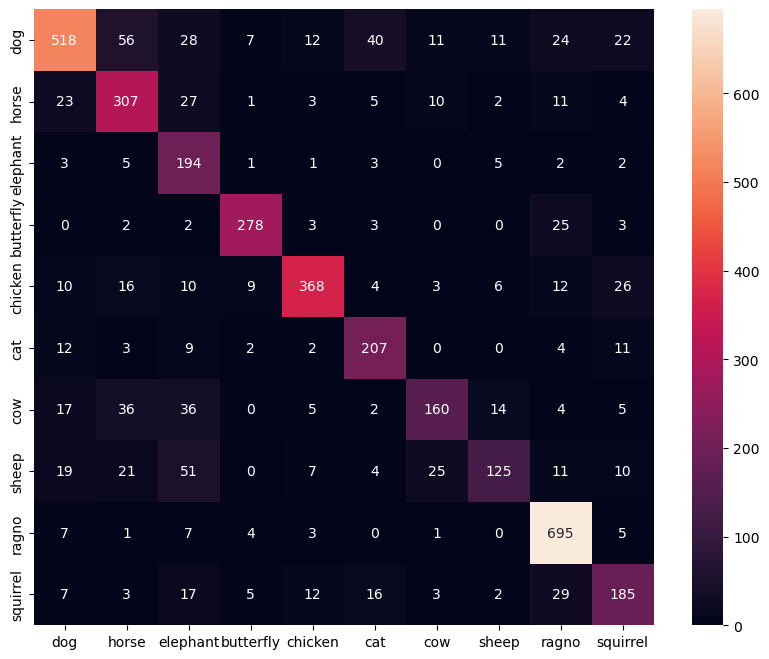 dog 518 56 28 7 12 40 11 11 24 22
horse 23 307 27 1 3 5 10 2 11 4
elephant 3 5 194 1 1 3 0 5 2 2
butterfly 0 2 2 278 3 3 0 0 25 3
chicken 10 16 10 9 368 4 3 6 12 26
cat 12 3 9 2 2 207 0 0 4 11
cow 17 36 36 0 5 2 160 14 4 5
sheep 19 21 51 0 7 4 25 125 11 10
ragno 7 1 7 4 3 0 1 0 695 5
squirrel 7 3 17 5 12 16 3 2 29 185
dog horse elephant butterfly chicken cat cow sheep ragno squirrel
600
500
400
300
200
100
0